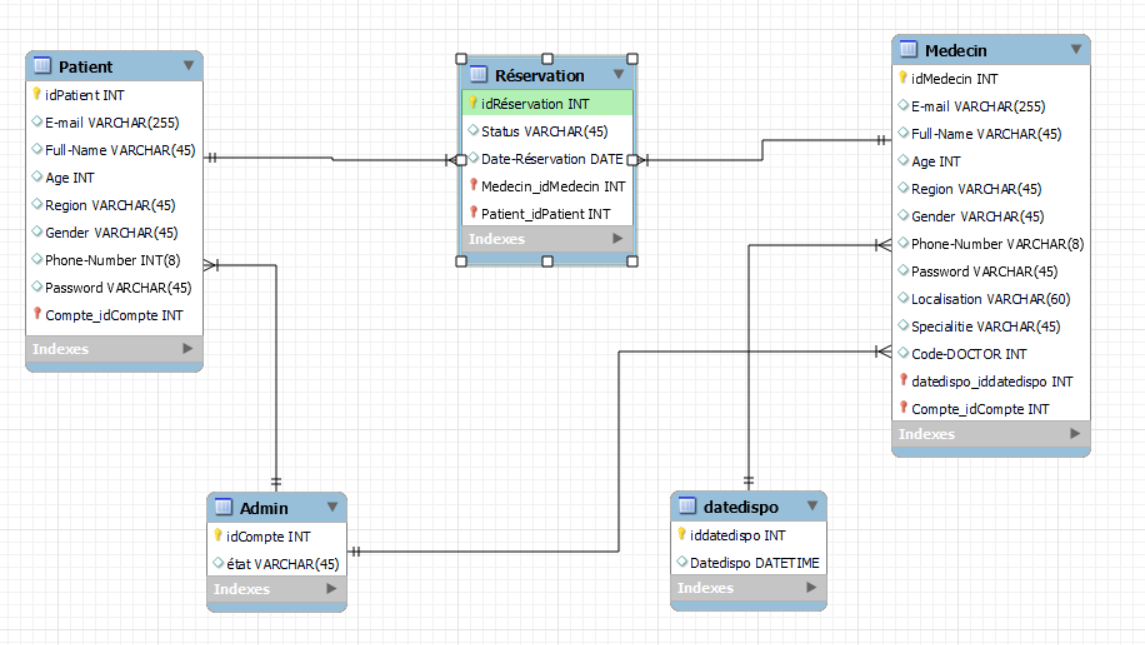 Patient
idPatient INT
E-mail VARCHAR(255)
Full-Name VARCHAR(45)
Age INT
Region VARCHAR(45)
Gender VARCHAR(45)
Phone-Number INT(8)
Password VARCHAR(45)
Compte_idCompte INT
Indexes
Réservation
idRéservation INT
Status VARCHAR(45)
Date-Réservation DATE
Medecin_idMedecin INT
Patient_idPatient INT
Indexes
Medecin
idMedecin INT
E-mail VARCHAR(255)
Full-Name VARCHAR(45)
Age INT
Region VARCHAR(45)
Gender VARCHAR(45)
Phone-Number VARCHAR(8)
Password VARCHAR(45)
Localisation VARCHAR(60)
Specialitie VARCHAR(45)
Code-DOCTOR INT
datedispo_iddatedispo INT
Compte_idCompte INT
Indexes
Admin
idCompte INT
état VARCHAR(45)
Indexes
datedispo
iddatedispo INT
Datedispo DATETIME
Indexes